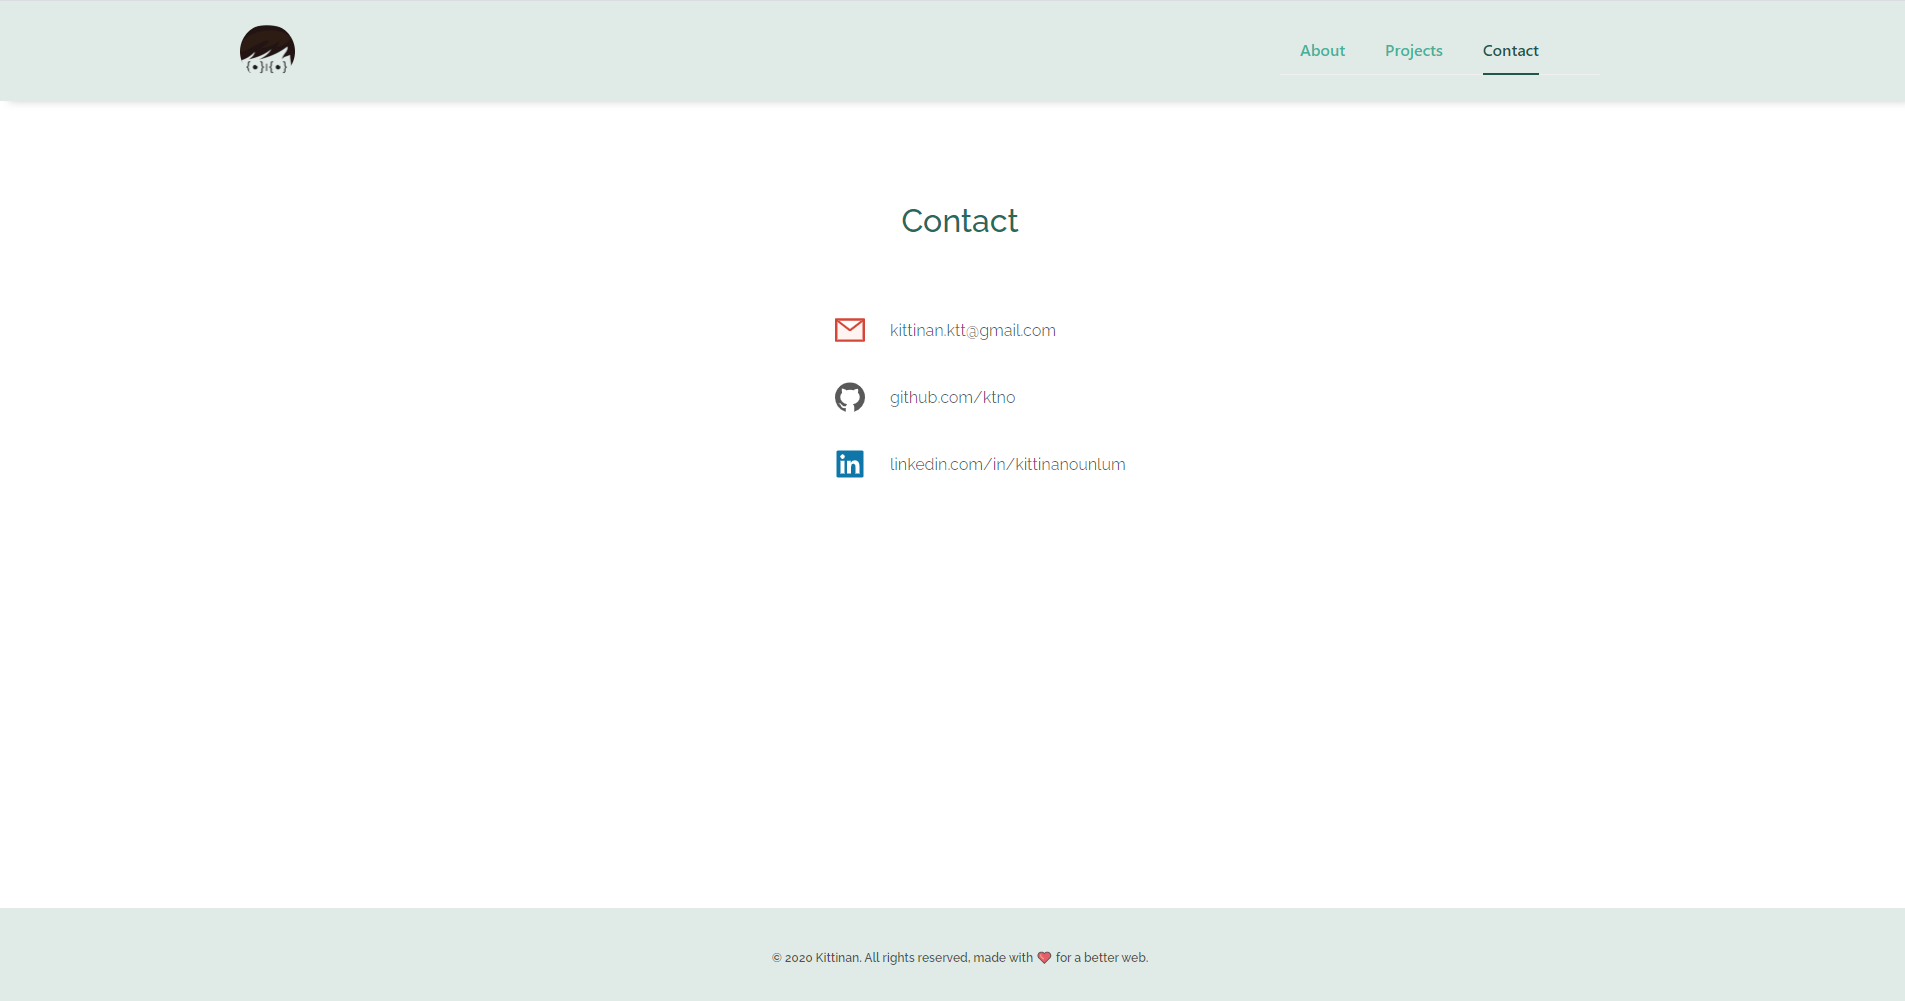 {•}|{•}
About Projects Contact
Contact
kittinan.ktt@gmail.com
github.com/ktno
in linkedin.com/in/kittinanounlum
© 2020 Kittinan. All rights reserved, made with ❤️ for a better web.